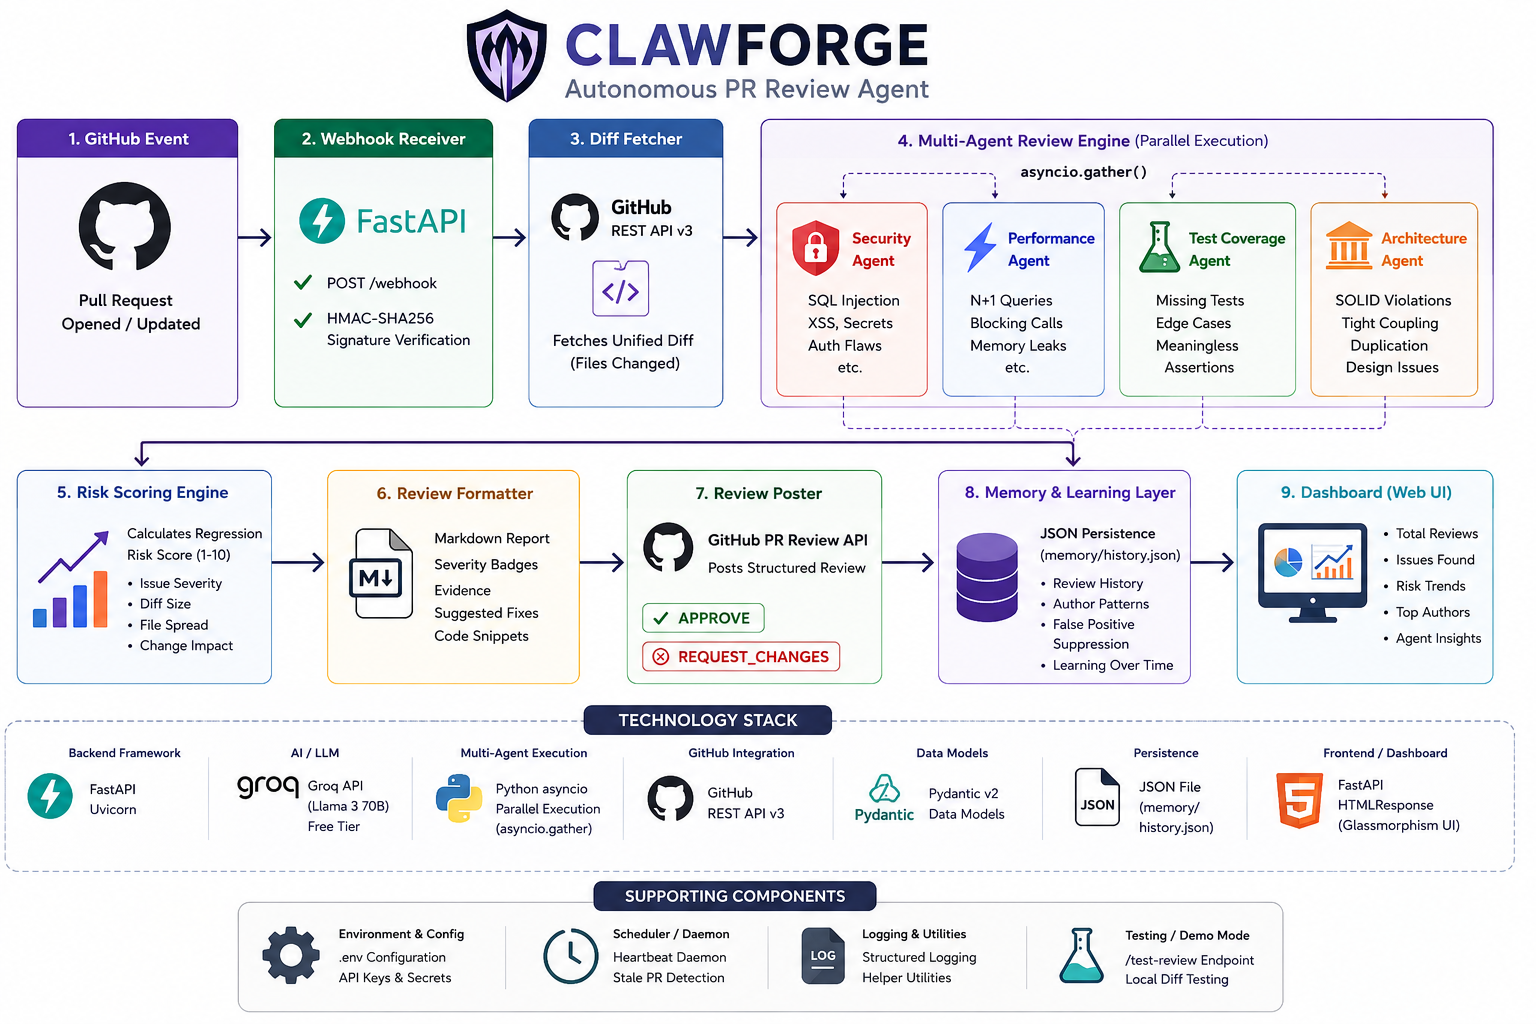 CLAWFORGE
Autonomous PR Review Agent
1. GitHub Event
Pull Request
Opened / Updated
2. Webhook Receiver
FastAPI
POST /webhook
HMAC-SHA256
Signature Verification
3. Diff Fetcher
GitHub
REST API v3
</>
Fetches Unified Diff
(Files Changed)
4. Multi-Agent Review Engine (Parallel Execution)
asyncio.gather()
Security
Agent
SQL Injection
XSS, Secrets
Auth Flaws
etc.
Performance
Agent
N+1 Queries
Blocking Calls
Memory Leaks
etc.
Test Coverage
Agent
Missing Tests
Edge Cases
Meaningless
Assertions
Architecture
Agent
SOLID Violations
Tight Coupling
Duplication
Design Issues
5. Risk Scoring Engine
Calculates Regression
Risk Score (1-10)
• Issue Severity
• Diff Size
• File Spread
• Change Impact
6. Review Formatter
M↓
Markdown Report
Severity Badges
Evidence
Suggested Fixes
Code Snippets
7. Review Poster
GitHub PR Review API
Posts Structured Review
APPROVE
REQUEST_CHANGES
8. Memory & Learning Layer
JSON Persistence
(memory/history.json)
• Review History
• Author Patterns
• False Positive
Suppression
• Learning Over Time
9. Dashboard (Web UI)
• Total Reviews
• Issues Found
• Risk Trends
• Top Authors
• Agent Insights
TECHNOLOGY STACK
Backend Framework
FastAPI
Uvicorn
AI / LLM
groq
Groq API
(Llama 3 70B)
Free Tier
Multi-Agent Execution
Python asyncio
Parallel Execution
(asyncio.gather)
GitHub Integration
GitHub
REST API v3
Data Models
Pydantic
Pydantic v2
Data Models
Persistence
JSON
JSON File
(memory/
history.json)
Frontend / Dashboard
5
FastAPI
HTMLResponse
(Glassmorphism UI)
SUPPORTING COMPONENTS
Environment & Config
.env Configuration
API Keys & Secrets
Scheduler / Daemon
Heartbeat Daemon
Stale PR Detection
LOG
Logging & Utilities
Structured Logging
Helper Utilities
Testing / Demo Mode
/test-review Endpoint
Local Diff Testing